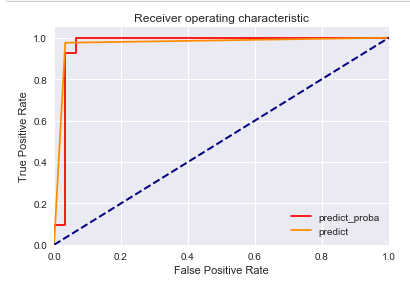 Receiver operating characteristic
1.0
0.8
0.6
0.4
0.2
0.0
True Positive Rate
predict_proba
predict
0.0 0.2 0.4 0.6 0.8 1.0
False Positive Rate